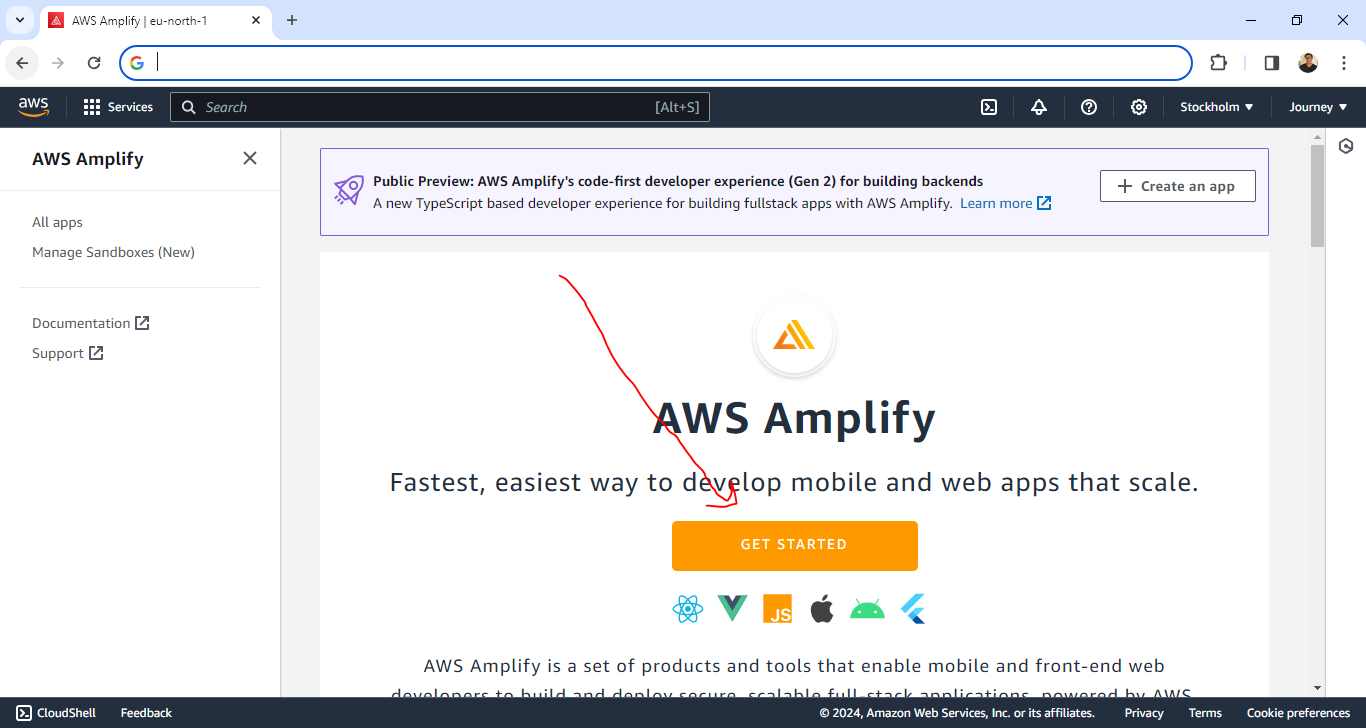 AWS Amplify | eu-north-1
aws
Services
Search
[Alt+S]
Stockholm
Journey
AWS Amplify
All apps
Manage Sandboxes (New)
Documentation
Support
Public Preview: AWS Amplify's code-first developer experience (Gen 2) for building backends
A new TypeScript based developer experience for building fullstack apps with AWS Amplify. Learn more
Create an app
AWS Amplify
Fastest, easiest way to develop mobile and web apps that scale.
GET STARTED
JS
AWS Amplify is a set of products and tools that enable mobile and front-end web
developers to build and deploy secure, scalable full-stack applications, powered by AWS.
CloudShell
Feedback
© 2024, Amazon Web Services, Inc. or its affiliates.
Privacy
Terms
Cookie preferences